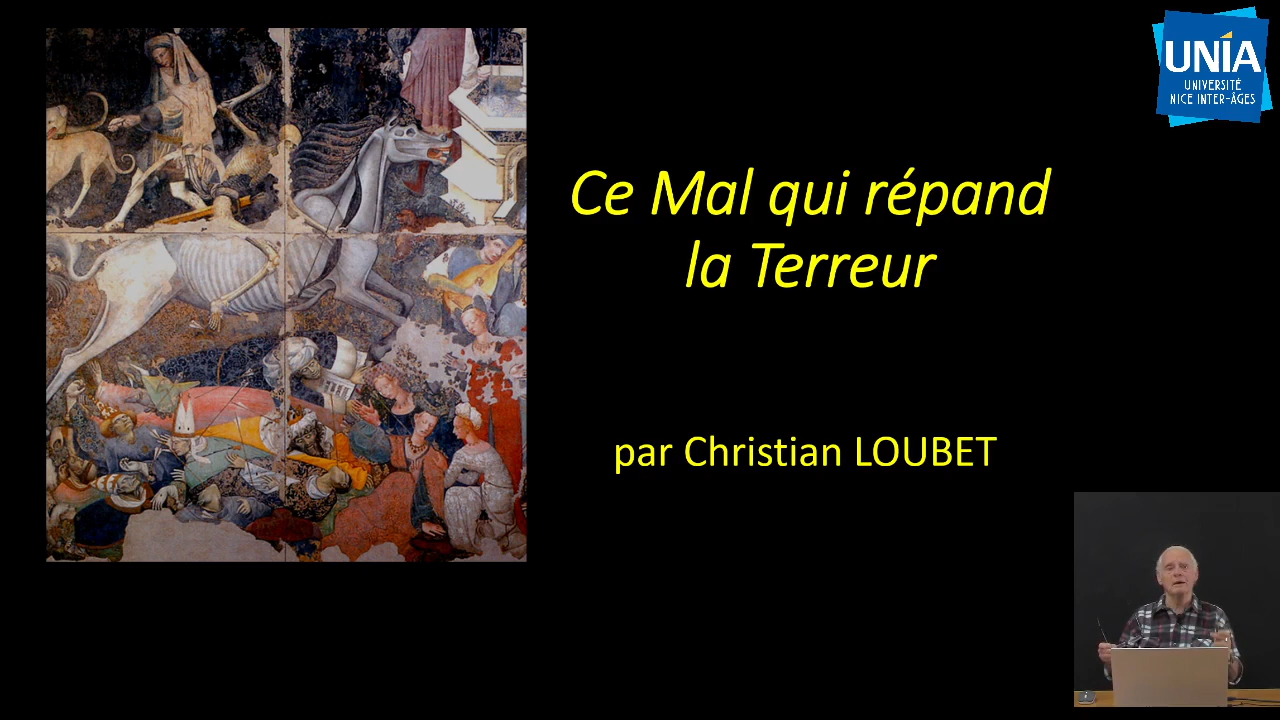 Ce Mal qui répand
la Terreur
par Christian LOUBET
UNIA
UNIVERSITÉ
NICE INTER-ÂGES